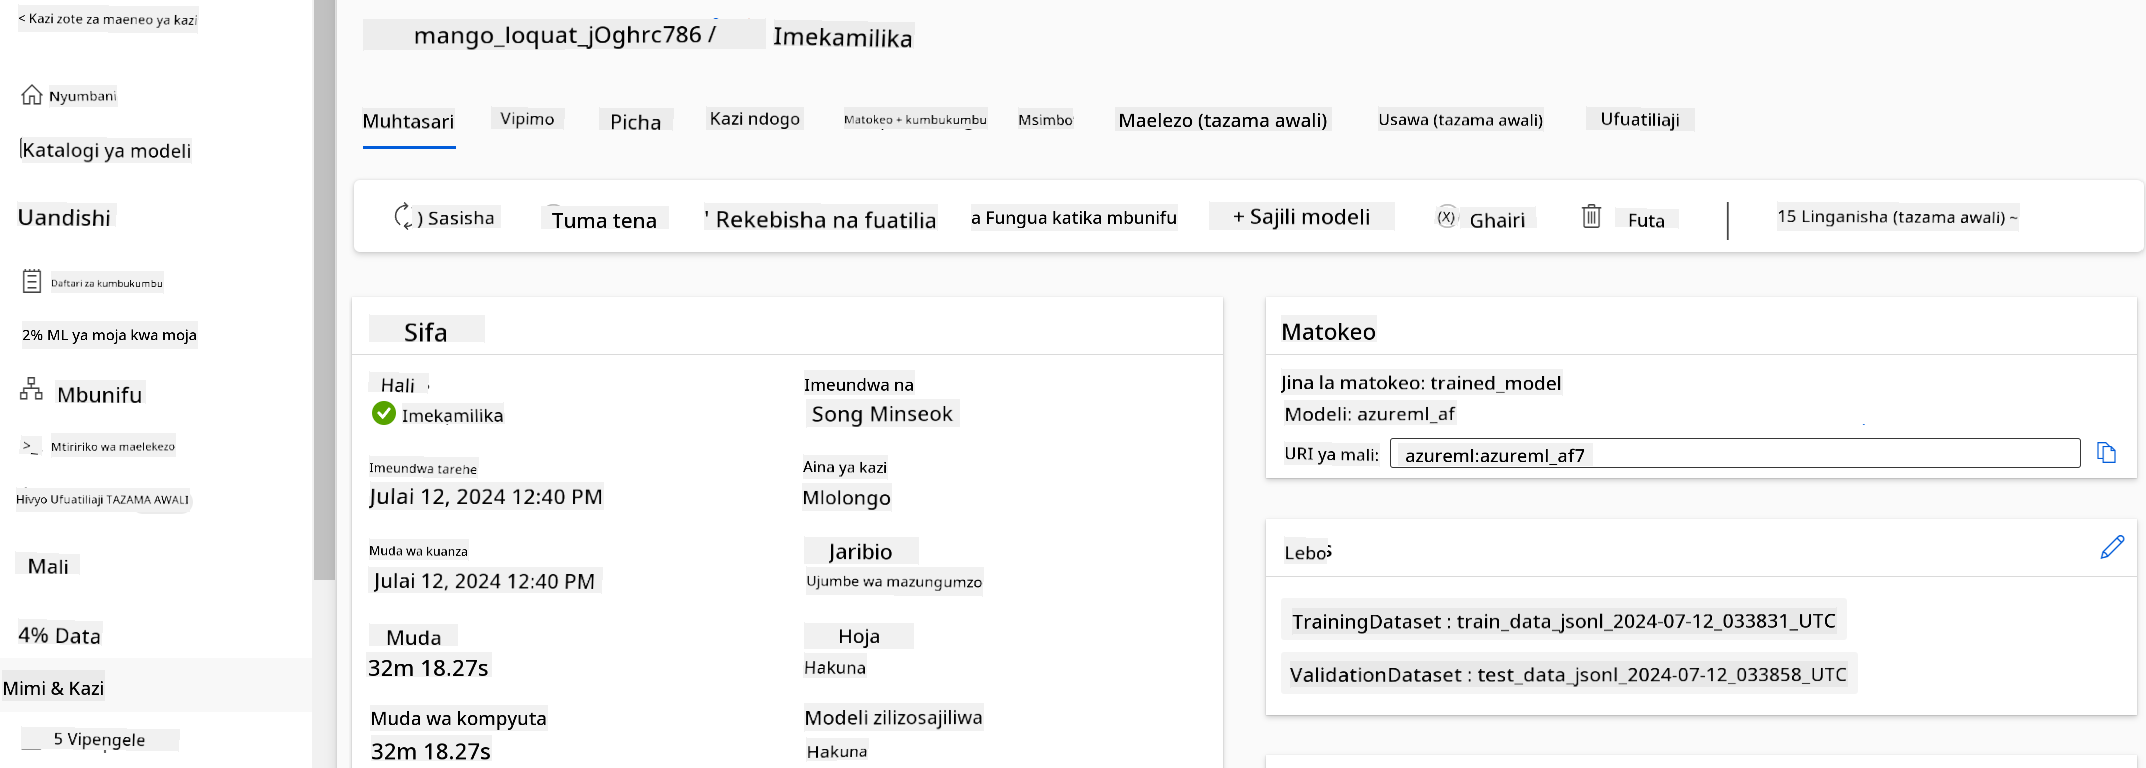 < Kazi zote za maeneo ya kazi
Nyumbani
Katalogi ya modeli
Uandishi
Daftari za kumbukumbu
2% ML ya moja kwa moja
Mbunifu
>_ Mtiririko wa maelekezo
Hivyo Ufuatiliaji TAZAMA AWALI
Mali
4% Data
Mimi & Kazi
5 Vipengele
mango_loquat_jOghrc786 / Imekamilika
Muhtasari Vipimo Picha Kazi ndogo Matokeo + kumbukumbu Msimbo Maelezo (tazama awali) Usawa (tazama awali) Ufuatiliaji
) Sasisha Tuma tena ' Rekebisha na fuatilia a Fungua katika mbunifu + Sajili modeli (X) Ghairi Futa 15 Linganisha (tazama awali) ~
Sifa
Hali
Imekamilika
Imeundwa tarehe
Julai 12, 2024 12:40 PM
Muda wa kuanza
Julai 12, 2024 12:40 PM
Muda
32m 18.27s
Muda wa kompyuta
32m 18.27s
Imeundwa na
Song Minseok
Aina ya kazi
Mlolongo
Jaribio
Ujumbe wa mazungumzo
Hoja
Hakuna
Modeli zilizosajiliwa
Hakuna
Matokeo
Jina la matokeo: trained_model
Modeli: azureml_af
URI ya mali: azureml:azureml_af7
Lebo
TrainingDataset : train_data_jsonl_2024-07-12_033831_UTC
ValidationDataset : test_data_jsonl_2024-07-12_033858_UTC